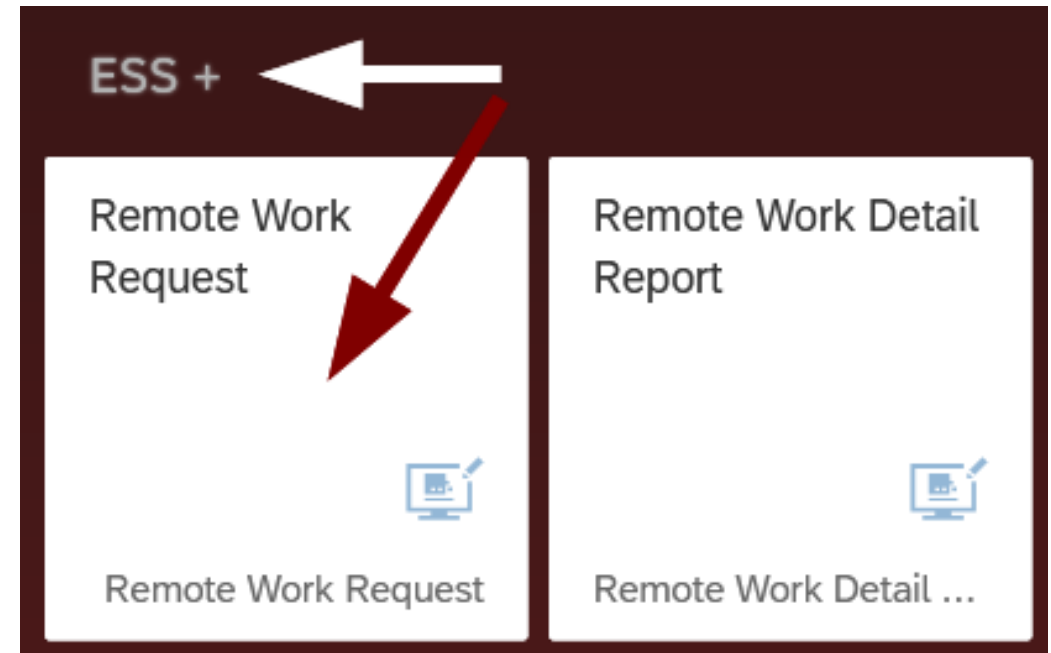 ESS +
Remote Work
Request
Remote Work Request
Remote Work Detail
Report
Remote Work Detail ...